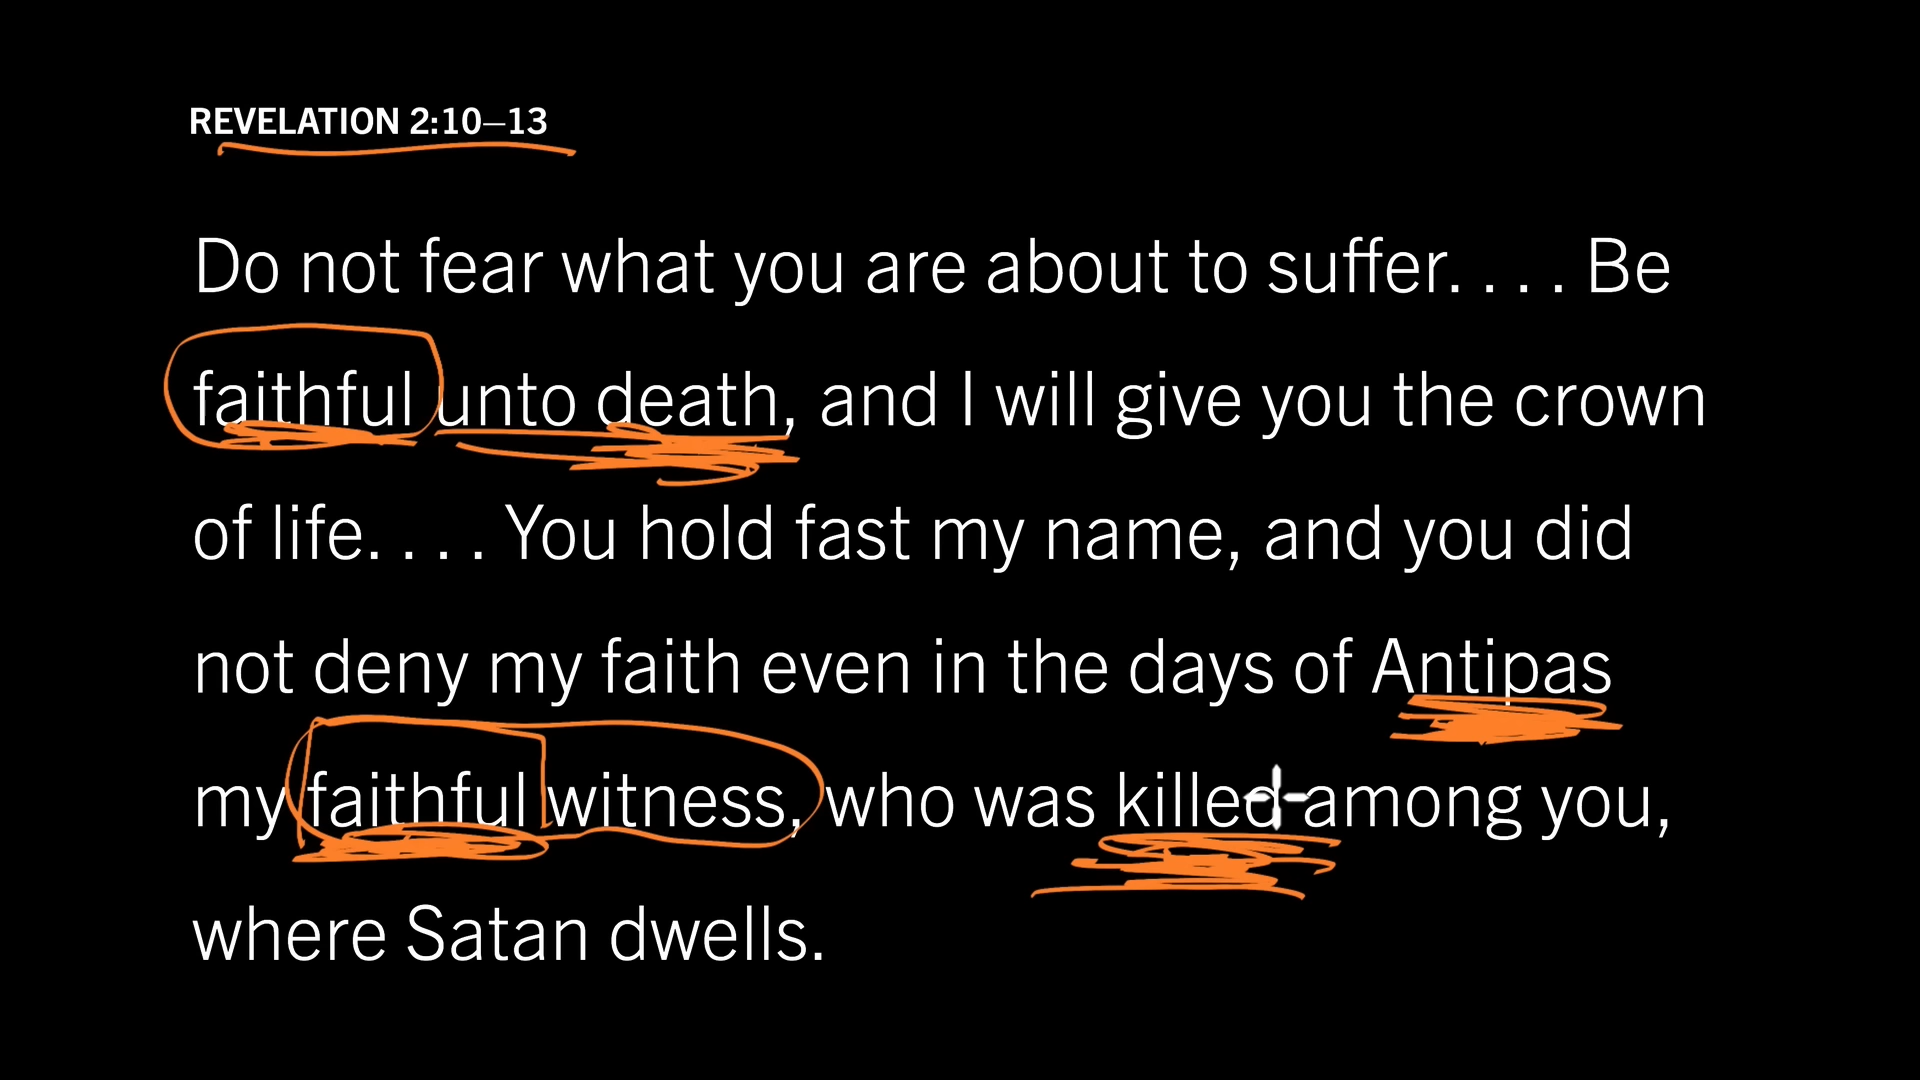 REVELATION 2:10–13
Do not fear what you are about to suffer. . . . Be
faithful unto death, and I will give you the crown
of life. . . . You hold fast my name, and you did
not deny my faith even in the days of Antipas
my faithful witness, who was killed among you,
where Satan dwells.